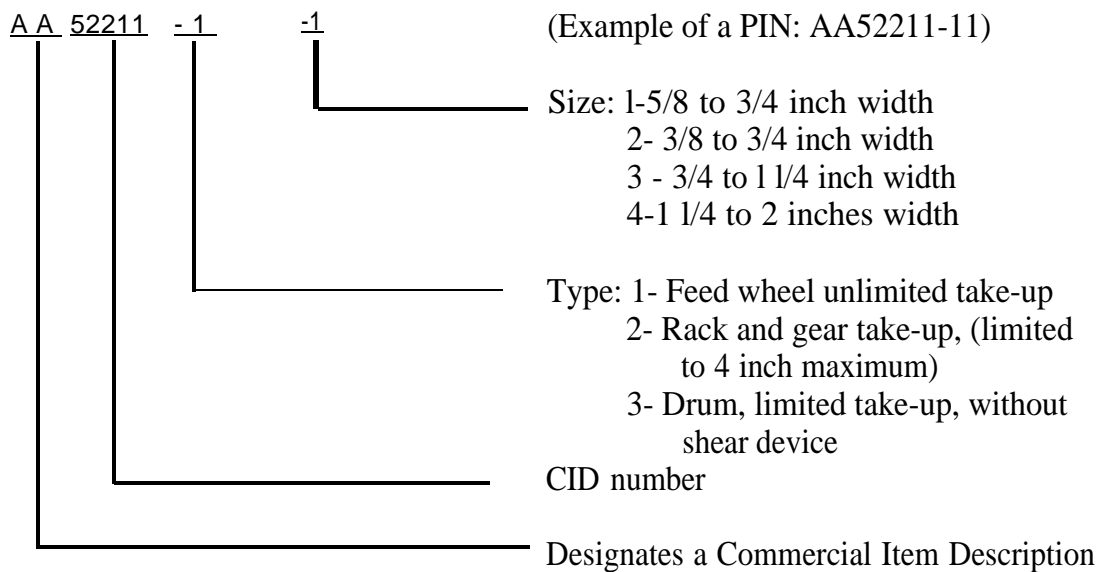 A A 52211 - 1 -1 (Example of a PIN: AA52211-11)
Size: l-5/8 to 3/4 inch width
2- 3/8 to 3/4 inch width
3 - 3/4 to l l/4 inch width
4-1 l/4 to 2 inches width
Type: 1- Feed wheel unlimited take-up
2- Rack and gear take-up, (limited
to 4 inch maximum)
3- Drum, limited take-up, without
shear device
CID number
Designates a Commercial Item Description